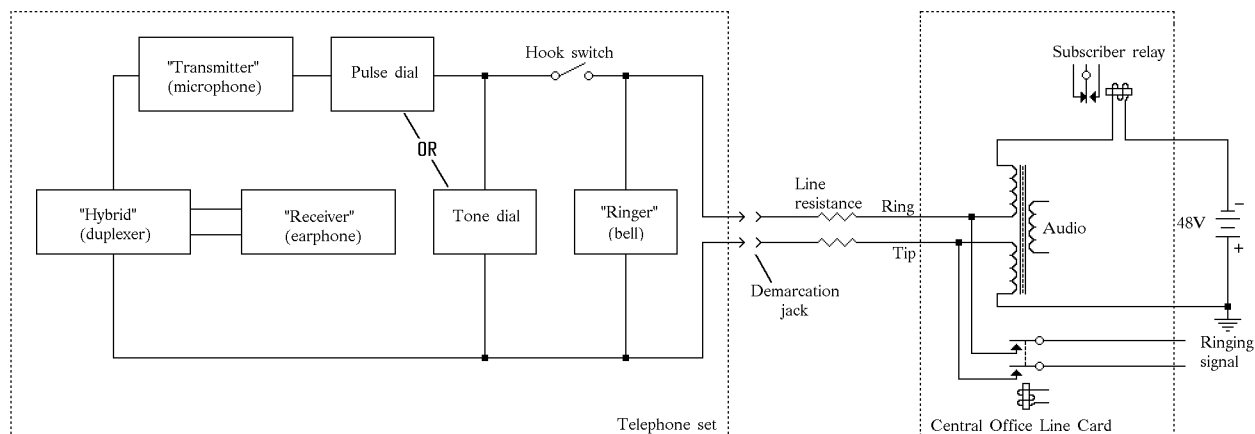 "Transmitter"
(microphone)
Pulse dial
Hook switch
Subscriber relay
OR
"Hybrid"
(duplexer)
"Receiver"
(earphone)
Tone dial
"Ringer"
(bell)
Line
resistance
Ring
Tip
Audio
48V
−
+
Demarcation
jack
Ringing
signal
Telephone set
Central Office Line Card